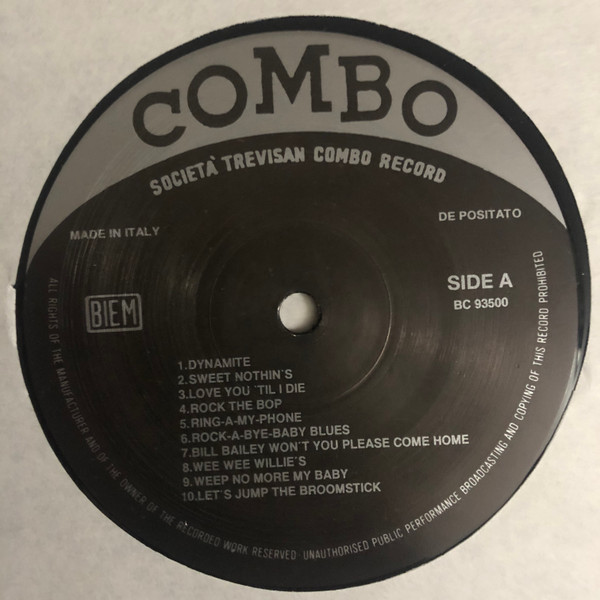 COMBO
SOCIETÀ TREVISAN COMBO RECORD
MADE IN ITALY
DE POSITATO
BIEM
SIDE A
BC 93500
1.DYNAMITE
2.SWEET NOTHIN`S
3.LOVE YOU `TIL I DIE
4.ROCK THE BOP
5.RING-A-MY-PHONE
6.ROCK-A-BYE-BABY BLUES
7.BILL BAILEY WON`T YOU PLEASE COME HOME
8.WEE WEE WILLIE`S
9.WEEP NO MORE MY BABY
10.LET`S JUMP THE BROOMSTICK
ALL RIGHTS OF THE MANUFACTURER AND OF THE OWNER OF THE RECORDED WORK RESERVED UNAUTHORISED PUBLIC PERFORMANCE BROADCASTING AND COPYING OF THIS RECORD PROHIBITED